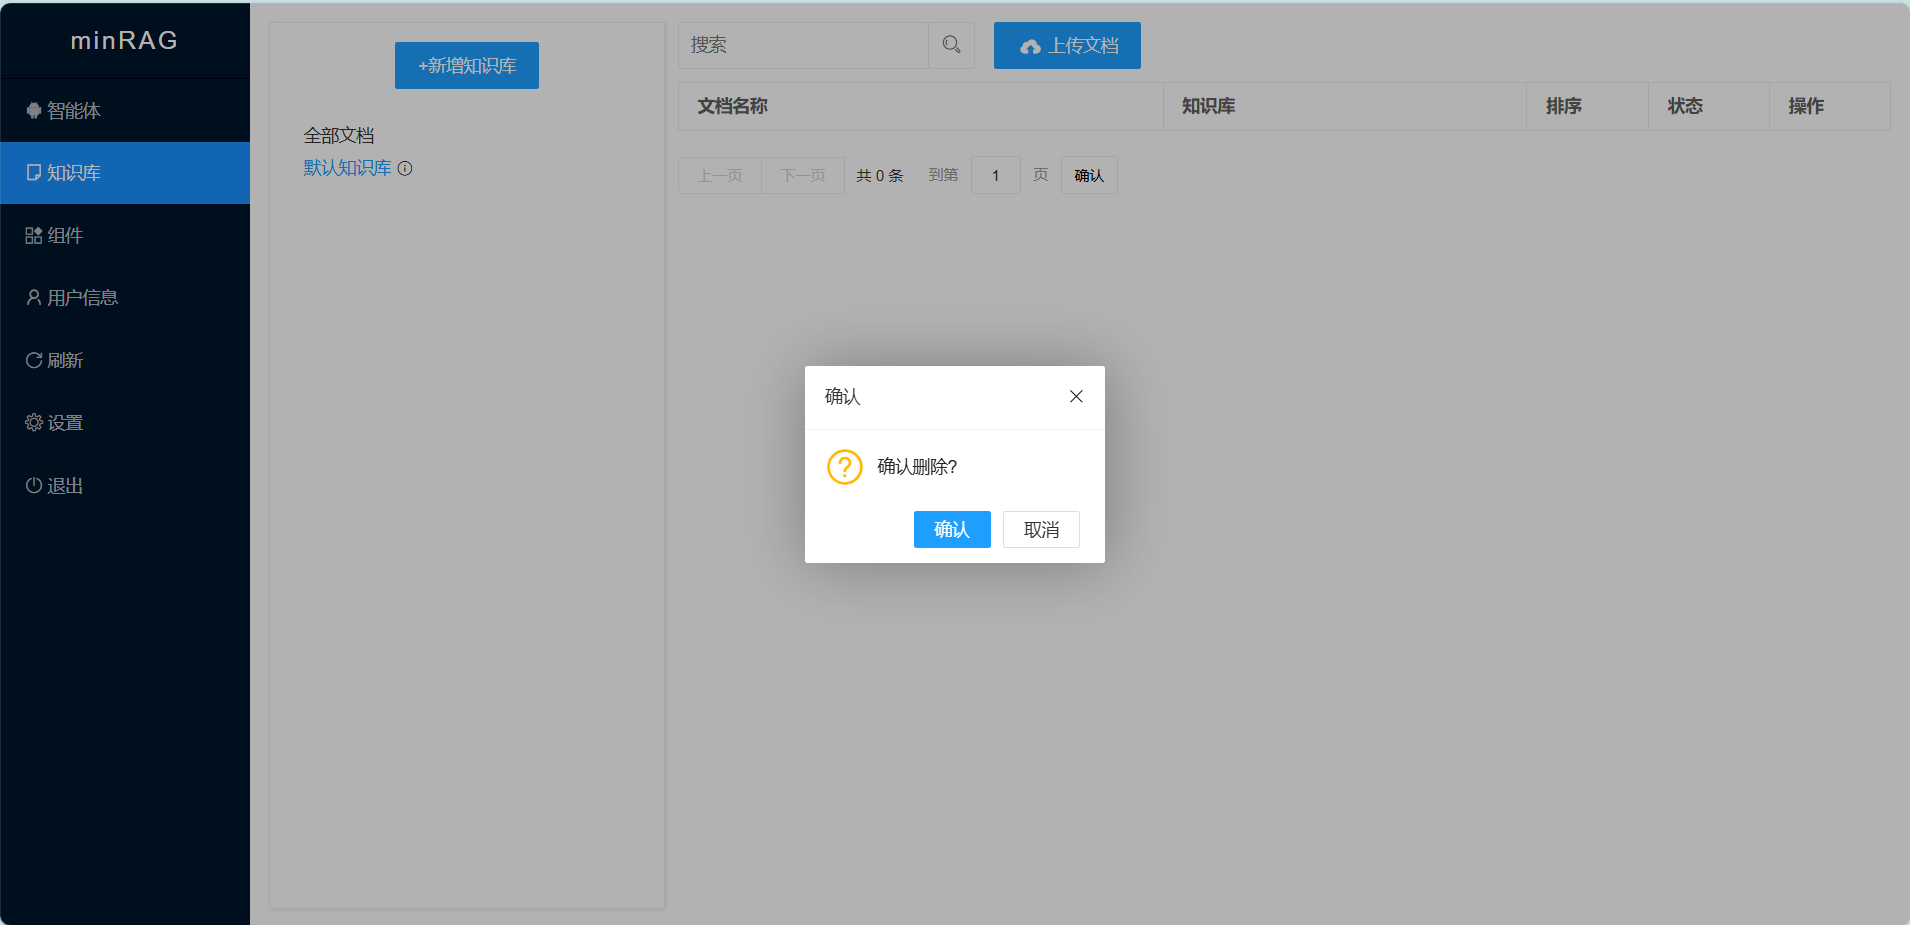 minRAG
智能体
知识库
组件
用户信息
刷新
设置
退出
+新增知识库
全部文档
默认知识库
搜索
上传文档
文档名称 知识库 排序 状态 操作
上一页 下一页 共 0 条 到第 1 页 确认
确认
确认删除?
确认 取消